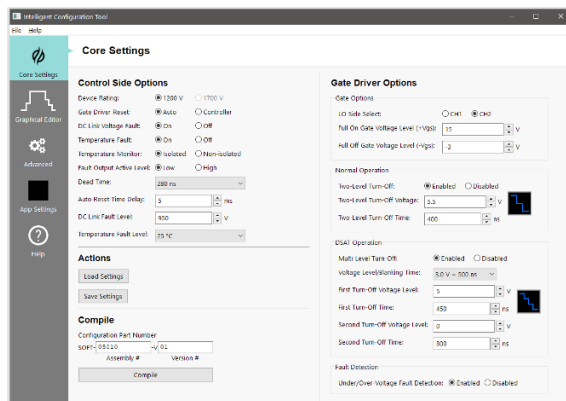 Intelligent Configuration Tool
File Help
Core Settings
Graphical Editor
Advanced
App Settings
Help
Core Settings
Control Side Options
Device Rating: 1200 V 1700 V
Gate Driver Reset: Auto Controller
DC Link Voltage Fault: On Off
Temperature Fault: On Off
Temperature Monitor: Isolated Non-isolated
Fault Output Active Level: Low High
Dead Time: 280 ns
Auto Reset Time Delay: 5 ms
DC Link Fault Level: 950 V
Temperature Fault Level: 25 °C
Actions
Load Settings
Save Settings
Compile
Configuration Part Number
SOFT- 05010 -V 01
Assembly # Version #
Compile
Gate Driver Options
Gate Options
LO Side Select: CH1 CH2
Full On Gate Voltage Level (+Vgs): 15 V
Full Off Gate Voltage Level (-Vgs): V
Normal Operation
Two-Level Turn-Off: Enabled Disabled
Two-Level Turn-Off Voltage: 5.5 V
Two-Level Turn-Off Time: 400 ns
DSAT Operation
Multi Level Turn-Off: Enabled Disabled
Voltage Level/Blanking Time: 3.0 V - 500 ns
First Turn-Off Voltage Level: 5 V
First Turn-Off Time: 450 ns
Second Turn-Off Voltage Level: 0 V
Second Turn-Off Time: 800 ns
Fault Detection
Under/Over-Voltage Fault Detection: Enabled Disabled